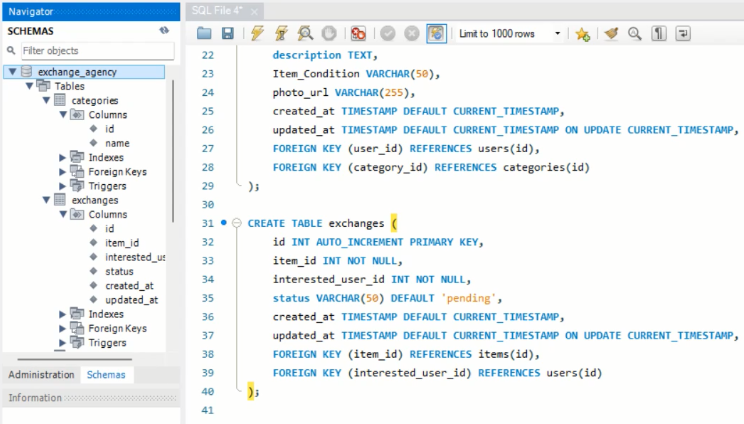 Navigator
SCHEMAS
Filter objects
exchange_agency
Tables
categories
Columns
id
name
Indexes
Foreign Keys
Triggers
exchanges
Columns
id
item_id
interested_us
status
created_at
updated_at
Indexes
Foreign Keys
Triggers
Administration Schemas
Information
SQL File 4*
Limit to 1000 rows
22 description TEXT,
23 Item_Condition VARCHAR(50),
24 photo_url VARCHAR(255),
25 created_at TIMESTAMP DEFAULT CURRENT_TIMESTAMP,
26 updated_at TIMESTAMP DEFAULT CURRENT_TIMESTAMP ON UPDATE CURRENT_TIMESTAMP,
27 FOREIGN KEY (user_id) REFERENCES users(id),
28 FOREIGN KEY (category_id) REFERENCES categories(id)
29 );
30
31 CREATE TABLE exchanges (
32 id INT AUTO_INCREMENT PRIMARY KEY,
33 item_id INT NOT NULL,
34 interested_user_id INT NOT NULL,
35 status VARCHAR(50) DEFAULT 'pending',
36 created_at TIMESTAMP DEFAULT CURRENT_TIMESTAMP,
37 updated_at TIMESTAMP DEFAULT CURRENT_TIMESTAMP ON UPDATE CURRENT_TIMESTAMP,
38 FOREIGN KEY (item_id) REFERENCES items(id),
39 FOREIGN KEY (interested_user_id) REFERENCES users(id)
40 );
41